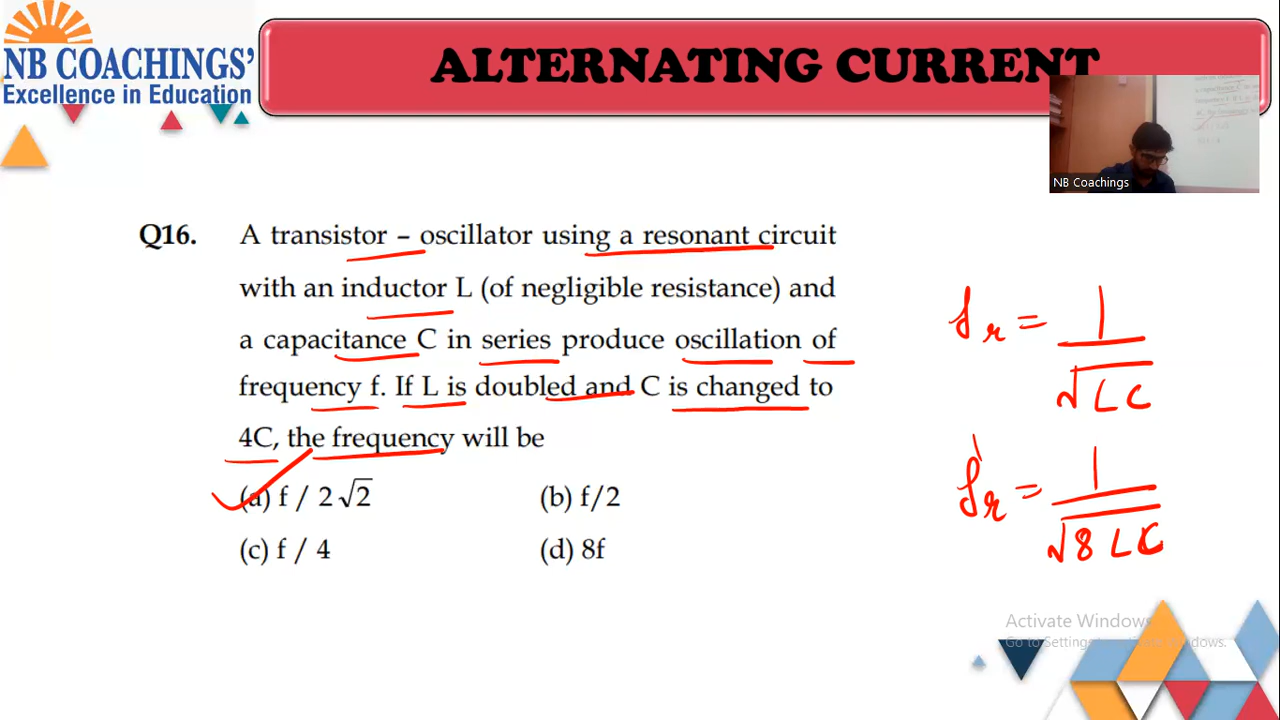 NB COACHINGS'
Excellence in Education
ALTERNATING CURRENT
NB Coachings
Q16. A transistor – oscillator using a resonant circuit
with an inductor L (of negligible resistance) and
a capacitance C in series produce oscillation of
frequency f. If L is doubled and C is changed to
4C, the frequency will be
(a) f / 2√2 (b) f/2
(c) f / 4 (d) 8f
fr = 1/√LC
f'r = 1/√8LC
Activate Windows